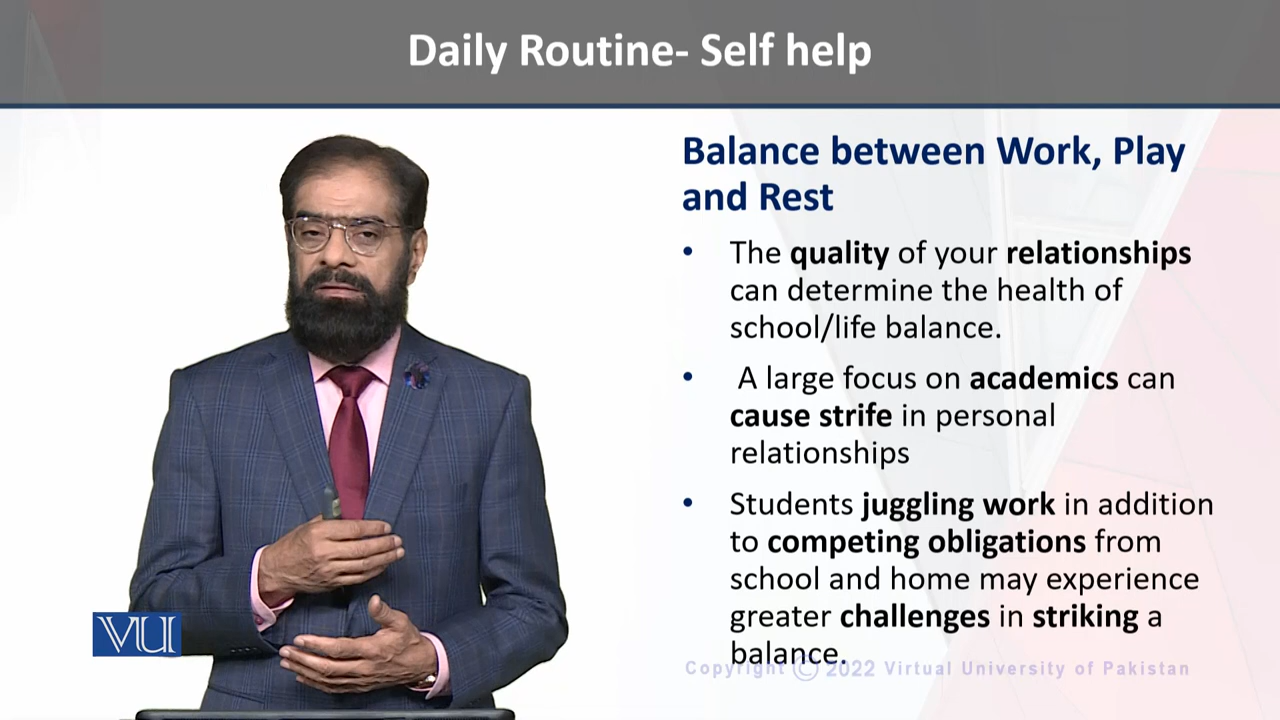 Daily Routine- Self help
Balance between Work, Play
and Rest
• The quality of your relationships
can determine the health of
school/life balance.
• A large focus on academics can
cause strife in personal
relationships
• Students juggling work in addition
to competing obligations from
school and home may experience
greater challenges in striking a
balance.
VU
Copyright © 2022 Virtual University of Pakistan